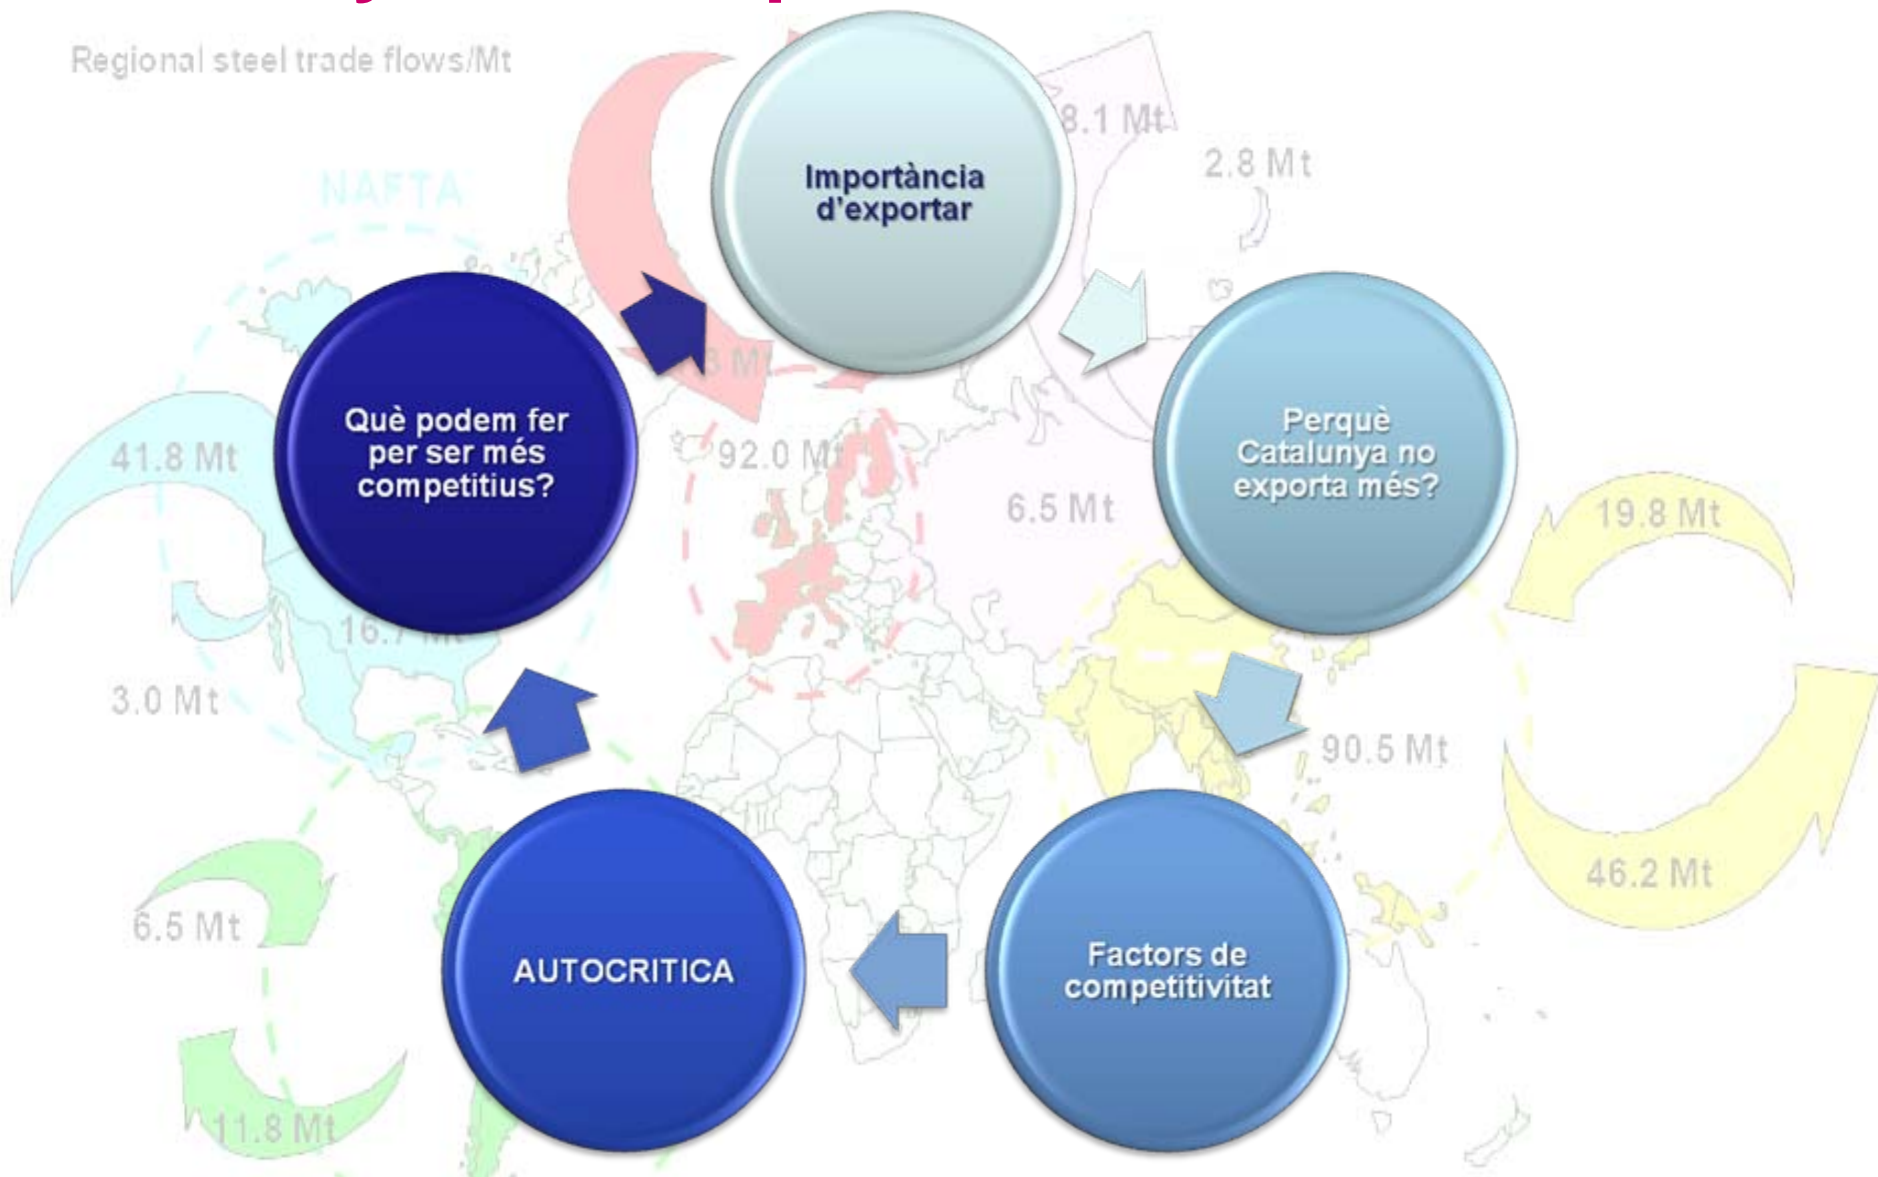 Regional steel trade flows/Mt
8.1 Mt
2.8 Mt
NAFTA
Importància
d'exportar
Què podem fer
per ser més
competitius?
Perquè
Catalunya no
exporta més?
41.8 Mt
92.0 Mt
6.5 Mt
19.8 Mt
16.7 Mt
3.0 Mt
90.5 Mt
46.2 Mt
6.5 Mt
AUTOCRITICA
Factors de
competitivitat
11.8 Mt